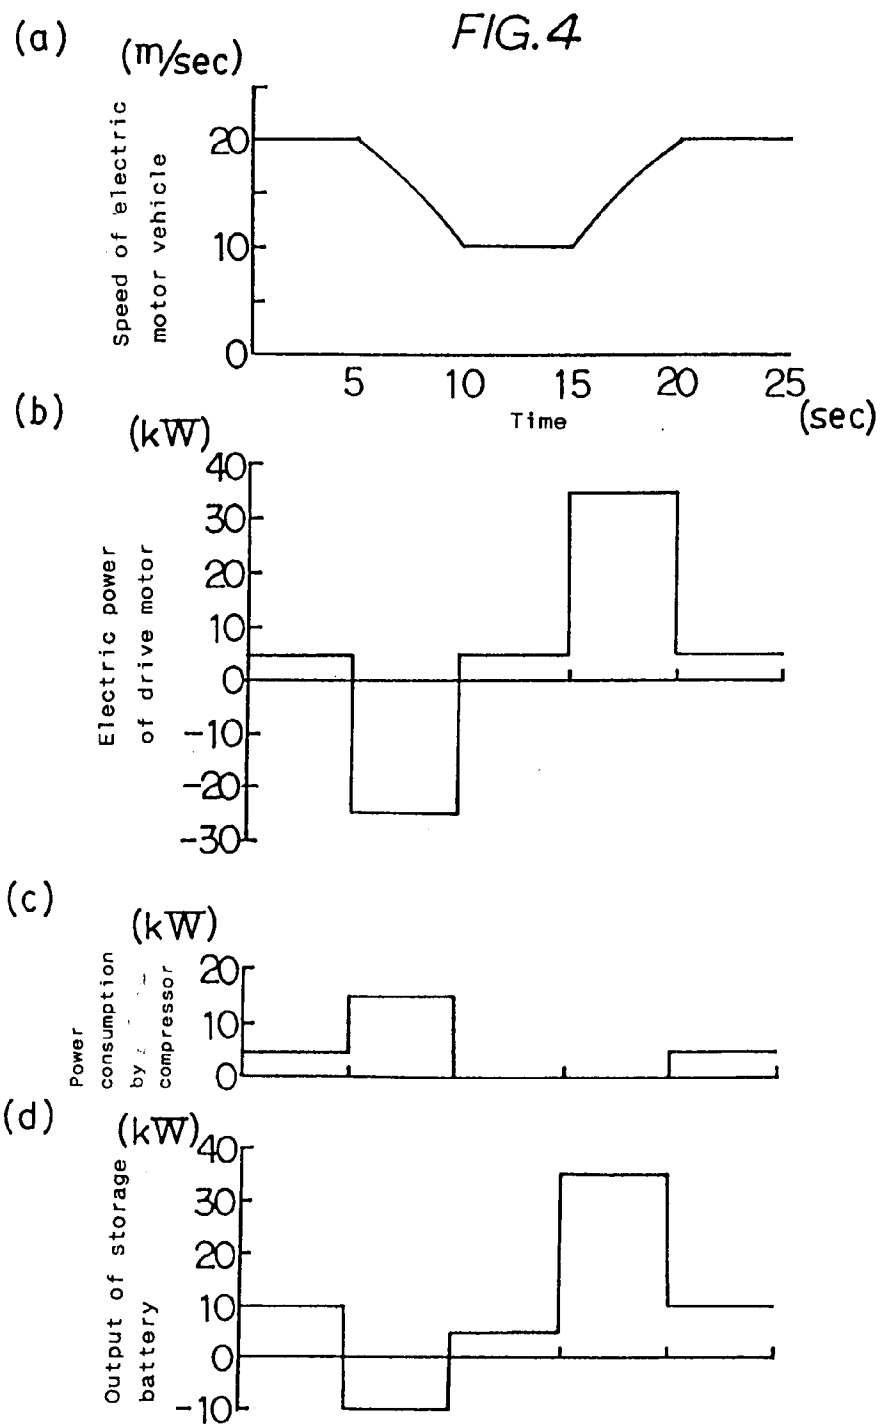 FIG.4
(a)
(m/sec)
Speed of electric
motor vehicle
20
10
0
5 10 15 20 25
Time
(sec)
(b)
(kW)
Electric power
of drive motor
40
30
20
10
0
-10
-20
-30
(c)
(kW)
Power
consumption
by
compressor
20
10
0
(d)
(kW)
Output of storage
battery
40
30
20
10
0
-10